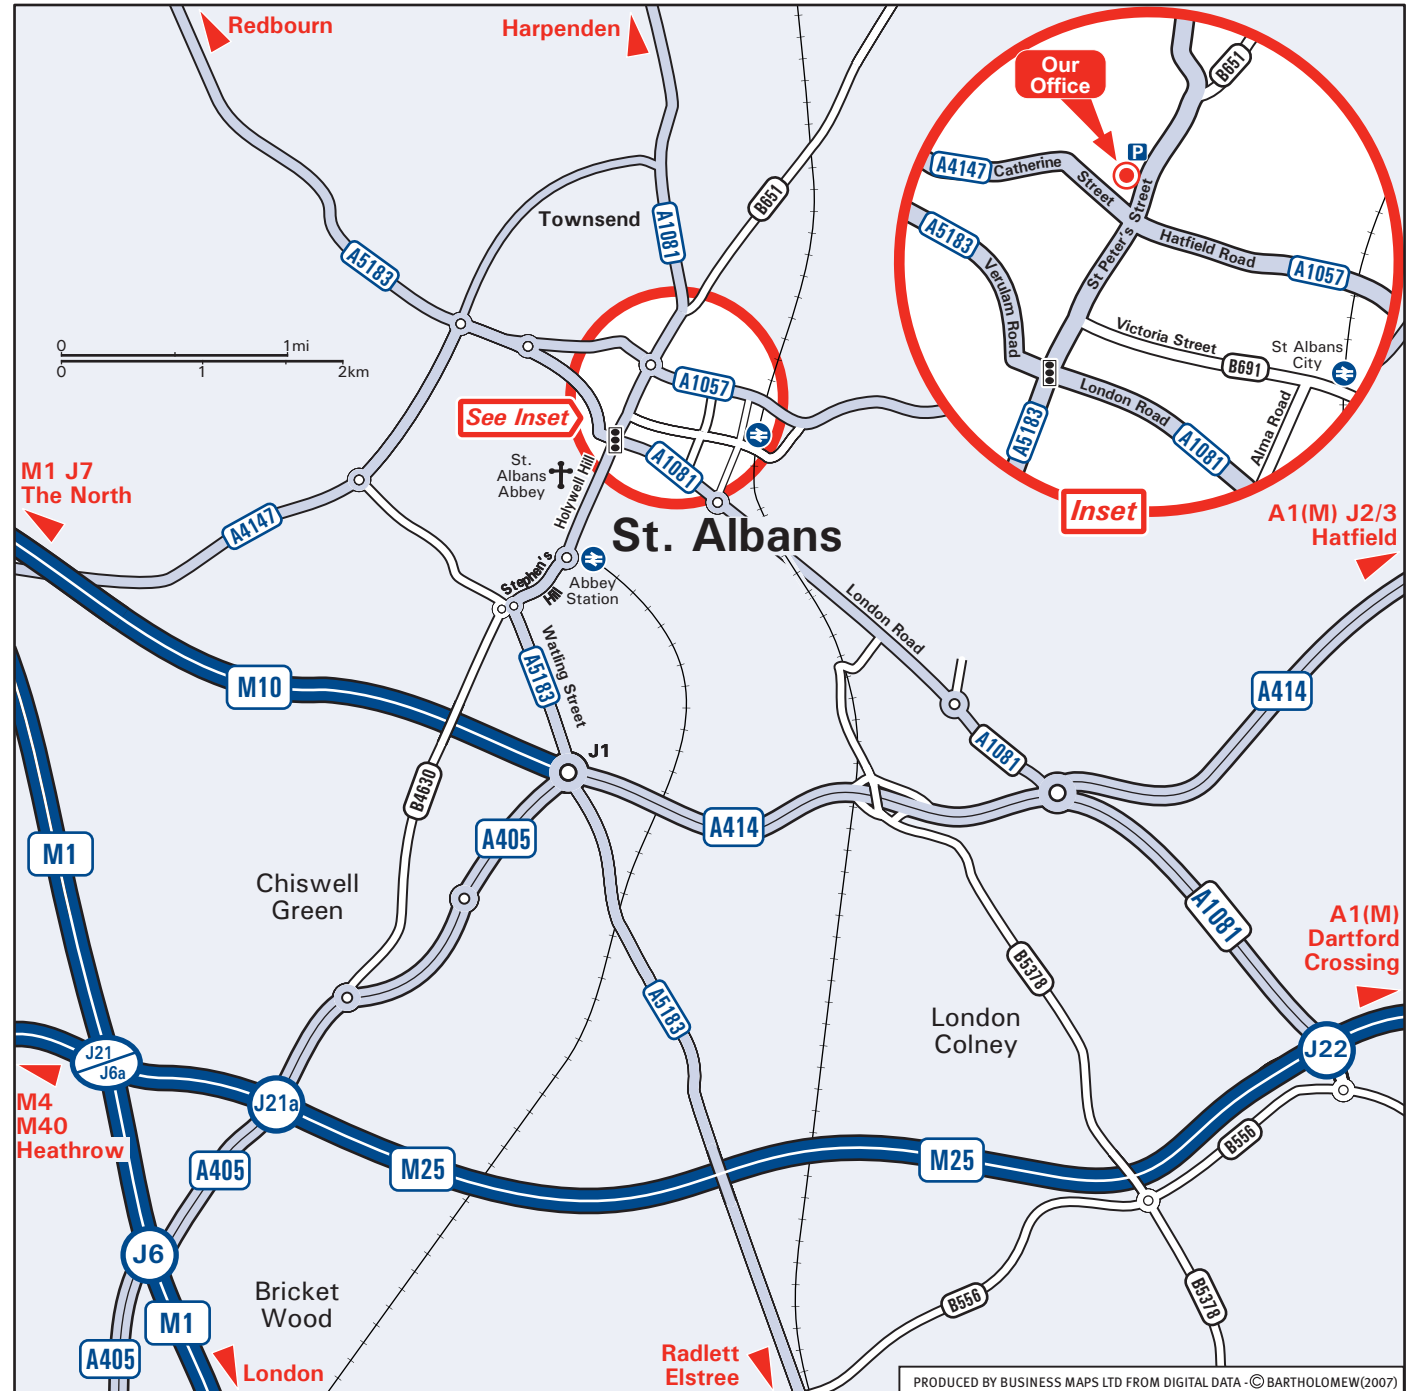 Redbourn
Harpenden
Our
Office
B651
P
A4147
Catherine
Street
St Peter's Street
A5183
Verulam Road
Hatfield Road
A1057
Victoria Street
B691
St Albans
City
London Road
A5183
A1081
Alma Road
Inset
Townsend
A1081
B651
A5183
0
1mi
0
1
2km
See Inset
A1057
A1081
St.
Albans
Abbey
Holywell Hill
St. Albans
M1 J7
The North
A4147
A1(M) J2/3
Hatfield
Stephen's
Hill
Abbey
Station
London Road
Watling Street
A5183
M10
A414
J1
A1081
B4630
A405
A414
M1
Chiswell
Green
A1081
A1(M)
Dartford
Crossing
B5378
A5183
London
Colney
J21
J6a
J22
M4
M40
Heathrow
J21a
A405
M25
M25
B556
J6
Bricket
Wood
B556
B5378
M1
A405
London
Radlett
Elstree
PRODUCED BY BUSINESS MAPS LTD FROM DIGITAL DATA - © BARTHOLOMEW(2007)